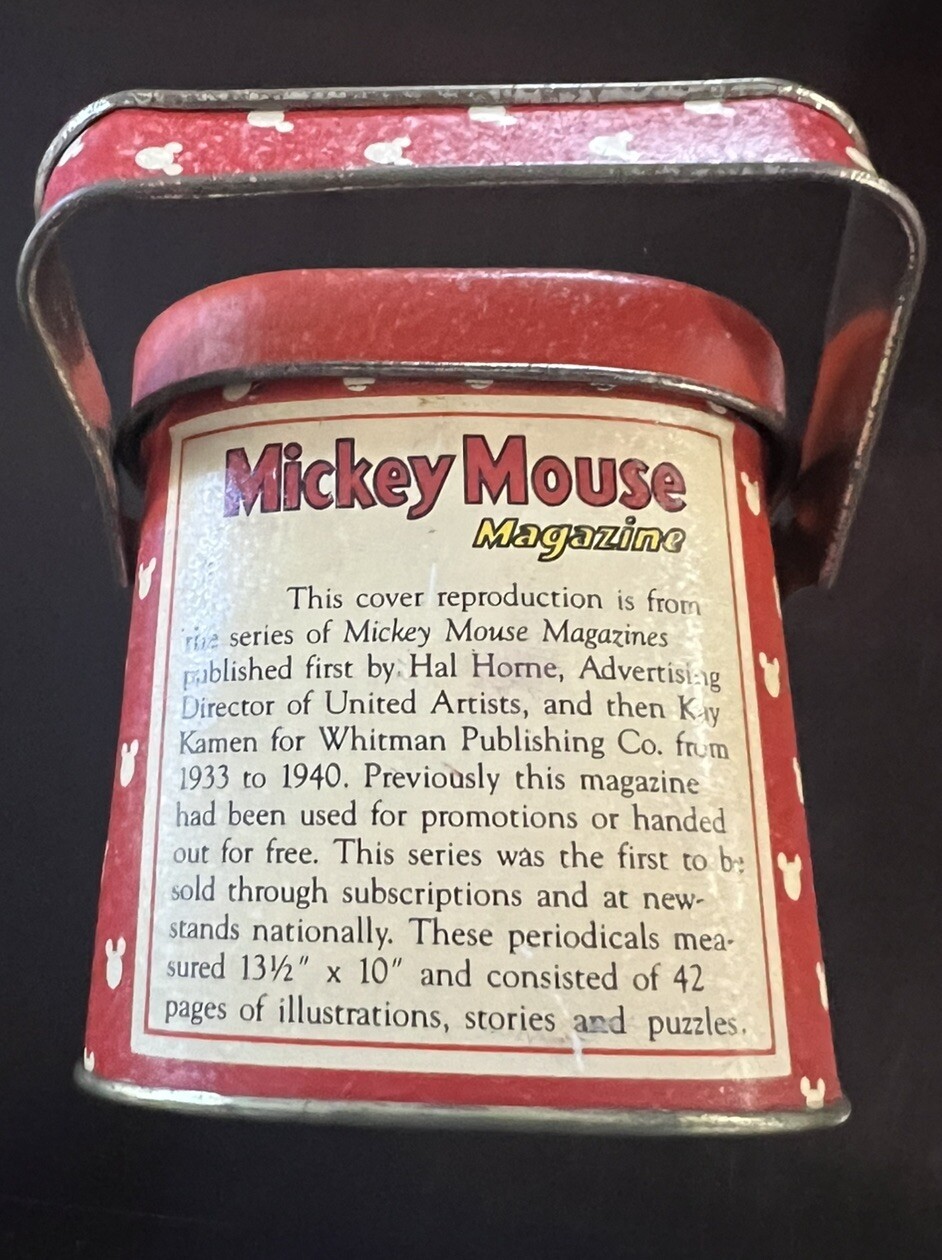 Mickey Mouse
Magazine
This cover reproduction is from
the series of Mickey Mouse Magazines
published first by Hal Horne, Advertising
Director of United Artists, and then Kay
Kamen for Whitman Publishing Co. from
1933 to 1940. Previously this magazine
had been used for promotions or handed
out for free. This series was the first to be
sold through subscriptions and at new-
stands nationally. These periodicals mea-
sured 13½" x 10" and consisted of 42
pages of illustrations, stories and puzzles.